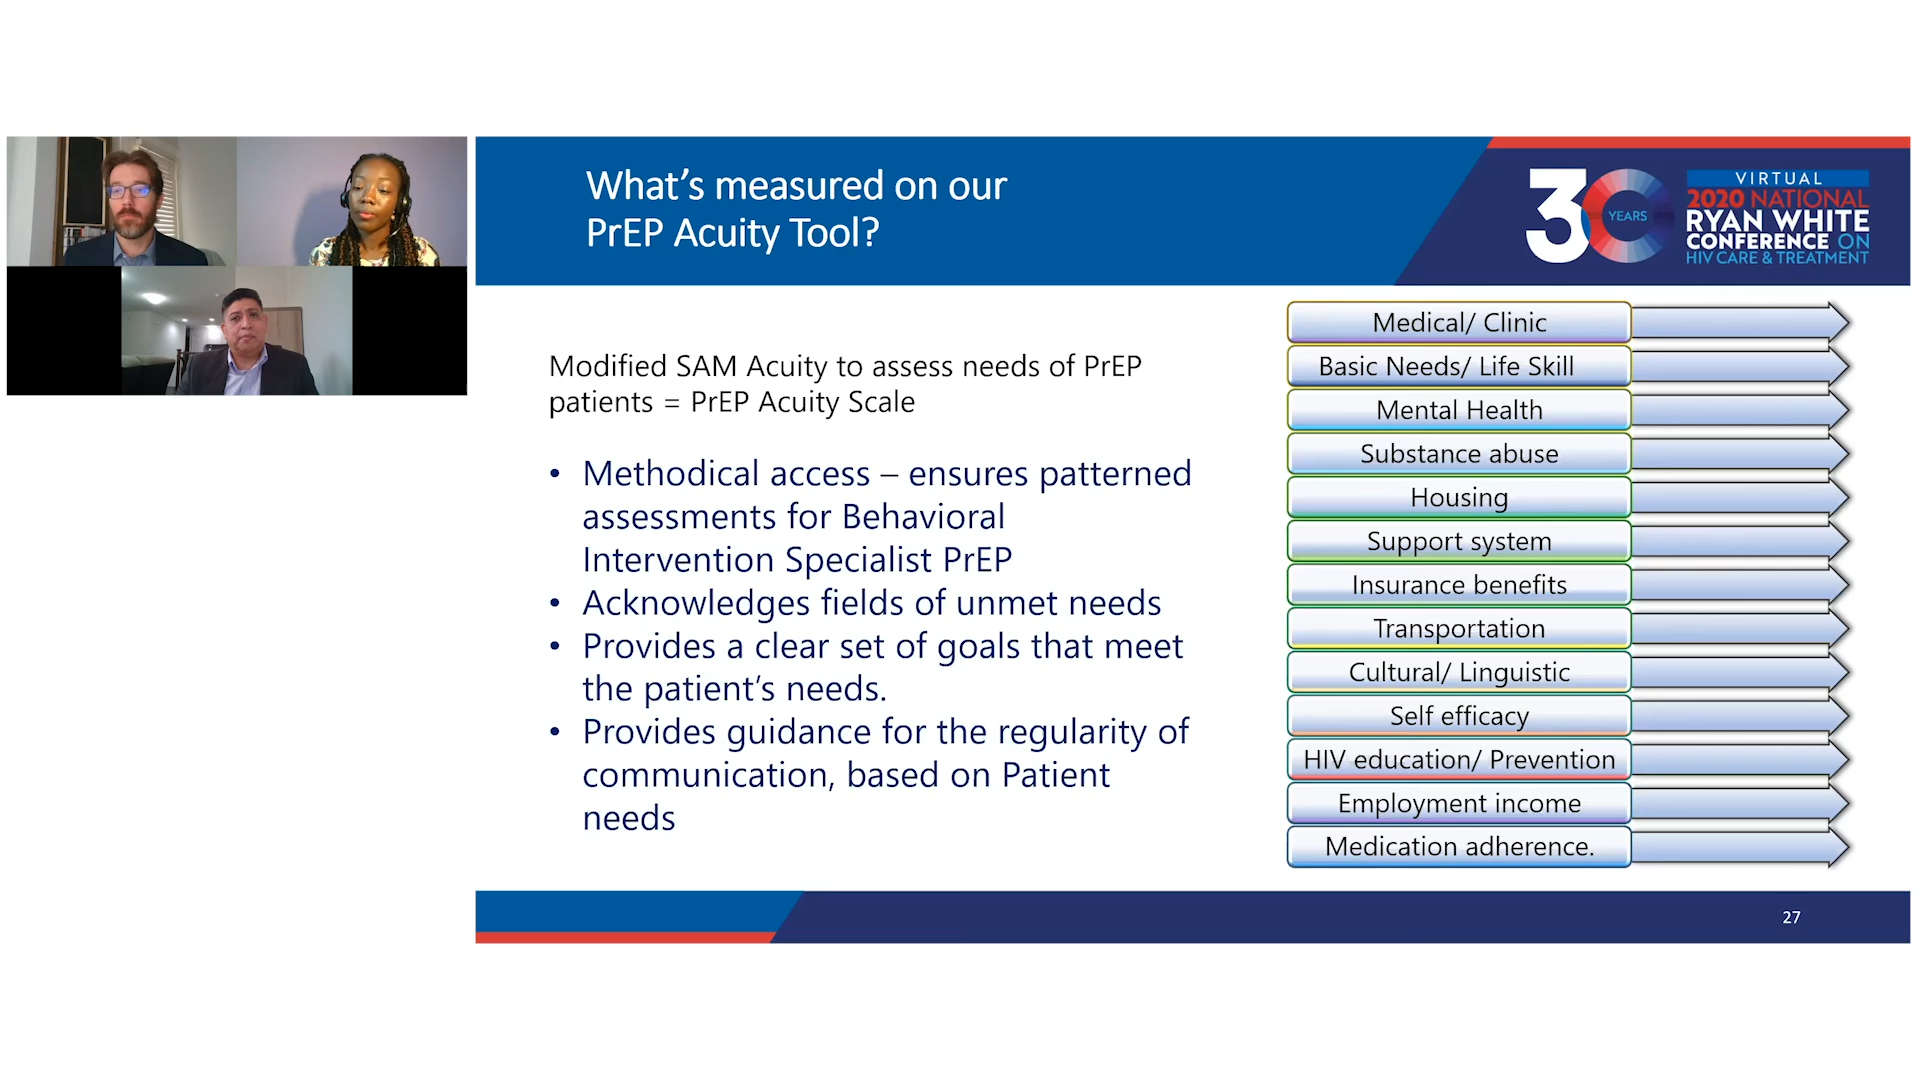 What's measured on our
PrEP Acuity Tool?
30
YEARS
VIRTUAL
2020 NATIONAL
RYAN WHITE
CONFERENCE ON
HIV CARE & TREATMENT
Modified SAM Acuity to assess needs of PrEP
patients = PrEP Acuity Scale
• Methodical access – ensures patterned
assessments for Behavioral
Intervention Specialist PrEP
• Acknowledges fields of unmet needs
• Provides a clear set of goals that meet
the patient's needs.
• Provides guidance for the regularity of
communication, based on Patient
needs
Medical/ Clinic
Basic Needs/ Life Skill
Mental Health
Substance abuse
Housing
Support system
Insurance benefits
Transportation
Cultural/ Linguistic
Self efficacy
HIV education/ Prevention
Employment income
Medication adherence.
27